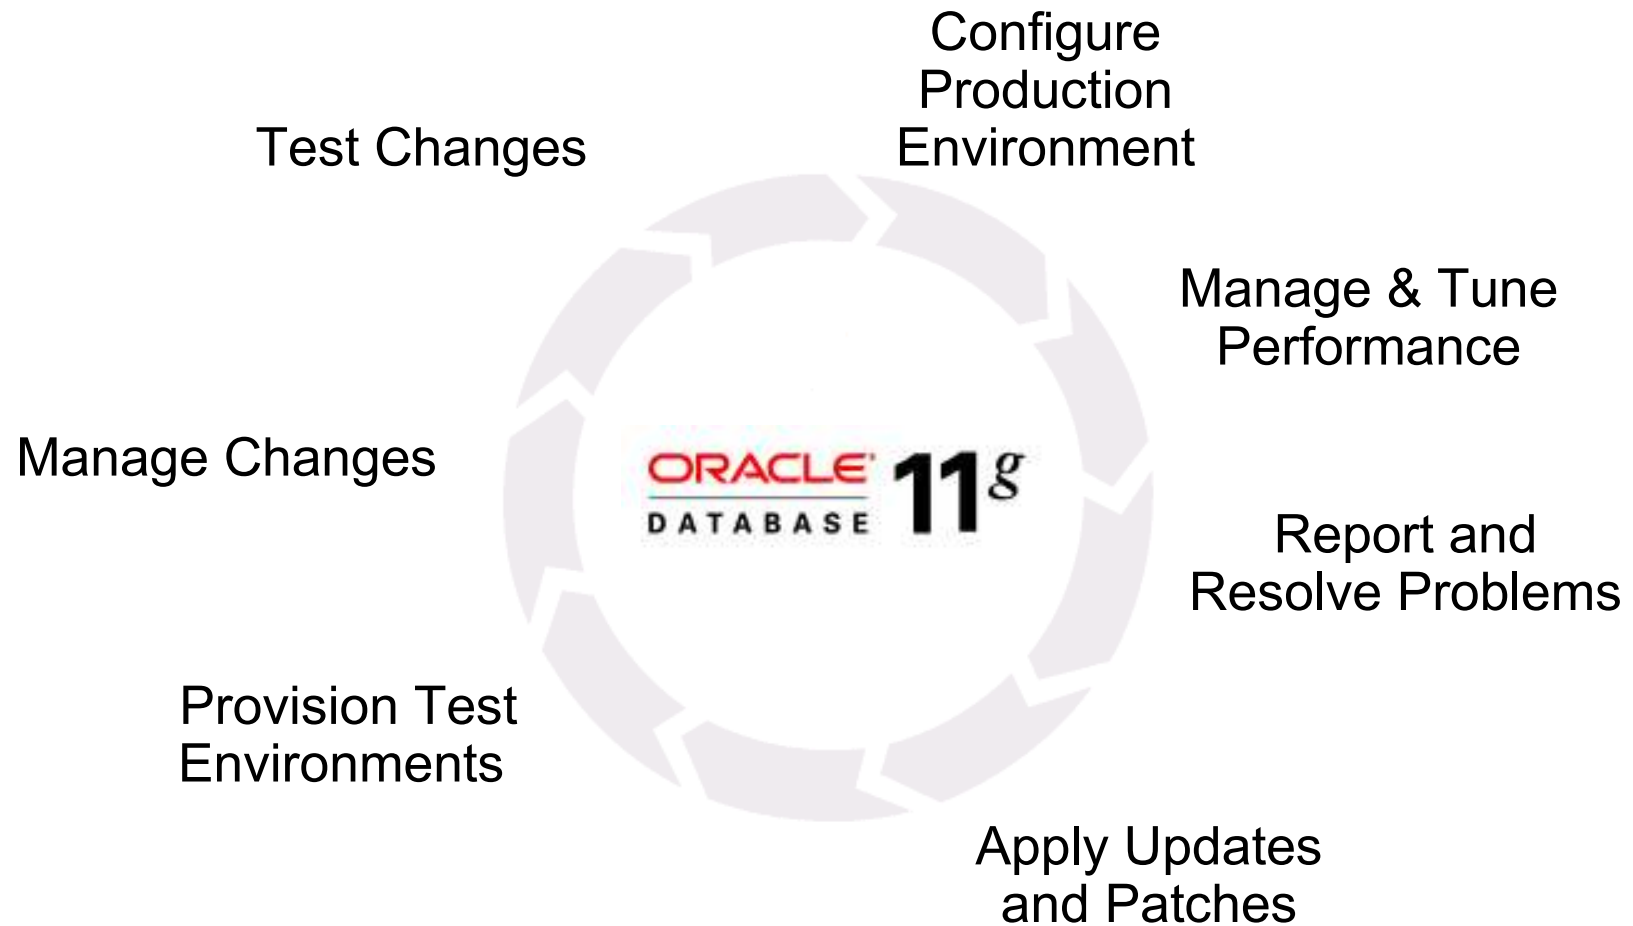 Configure
Production
Environment
Test Changes
Manage & Tune
Performance
Manage Changes
ORACLE
DATABASE
11g
Report and
Resolve Problems
Provision Test
Environments
Apply Updates
and Patches